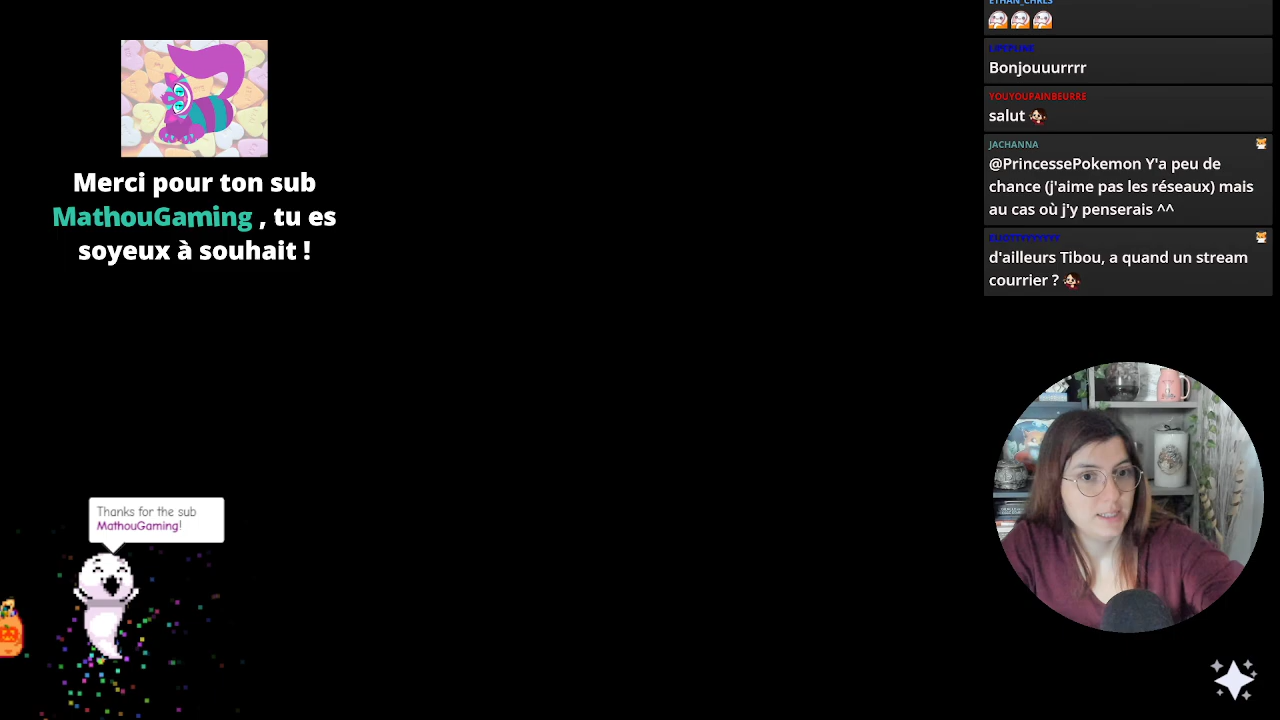 Merci pour ton sub
MathouGaming , tu es
soyeux à souhait !
Thanks for the sub
MathouGaming!
ETHAN_CHRLS
Bonjouuurrrr
YOUYOUPAINBEURRE
salut
JACHANNA
@PrincessePokemon Y'a peu de
chance (j'aime pas les réseaux) mais
au cas où j'y penserais ^^
d'ailleurs Tibou, a quand un stream
courrier ?